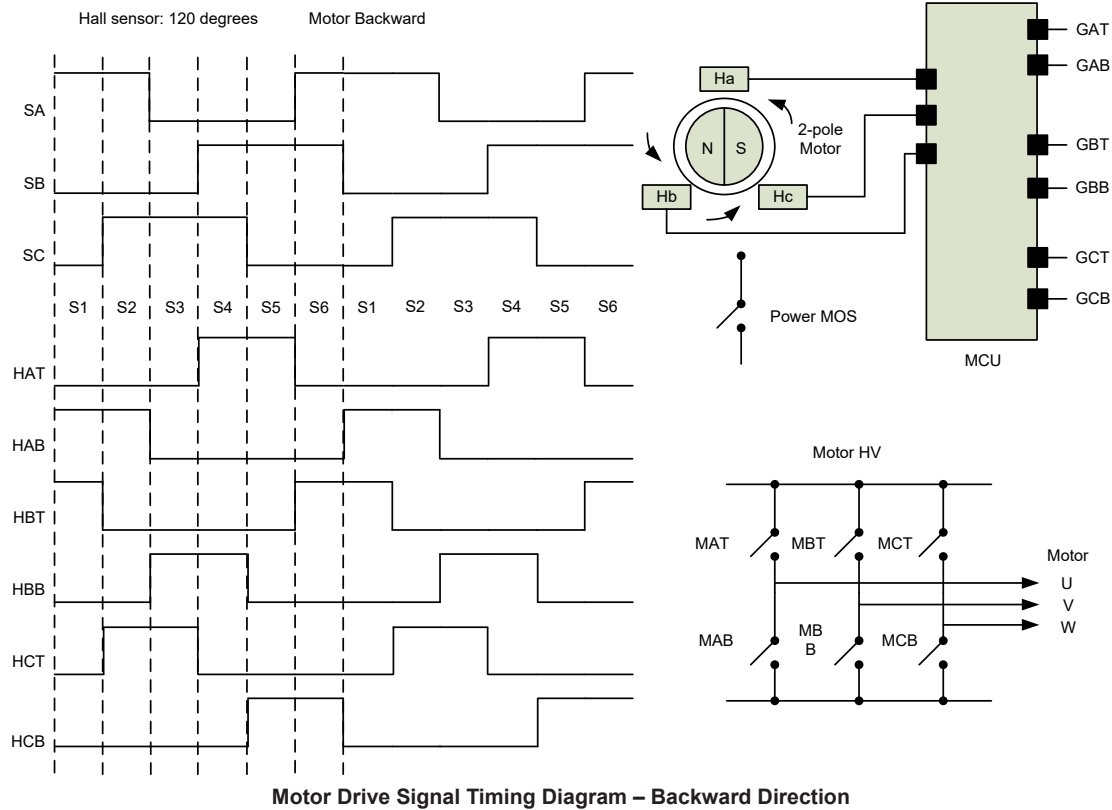 Hall sensor: 120 degrees
Motor Backward
SA
SB
SC
S1 S2 S3 S4 S5 S6 S1 S2 S3 S4 S5 S6
HAT
HAB
HBT
HBB
HCT
HCB
Ha
2-pole
Motor
N S
Hb
Hc
Power MOS
GAT
GAB
GBT
GBB
GCT
GCB
MCU
Motor HV
MAT
MBT
MCT
Motor
U
V
W
MAB
MB
B
MCB
Motor Drive Signal Timing Diagram – Backward Direction